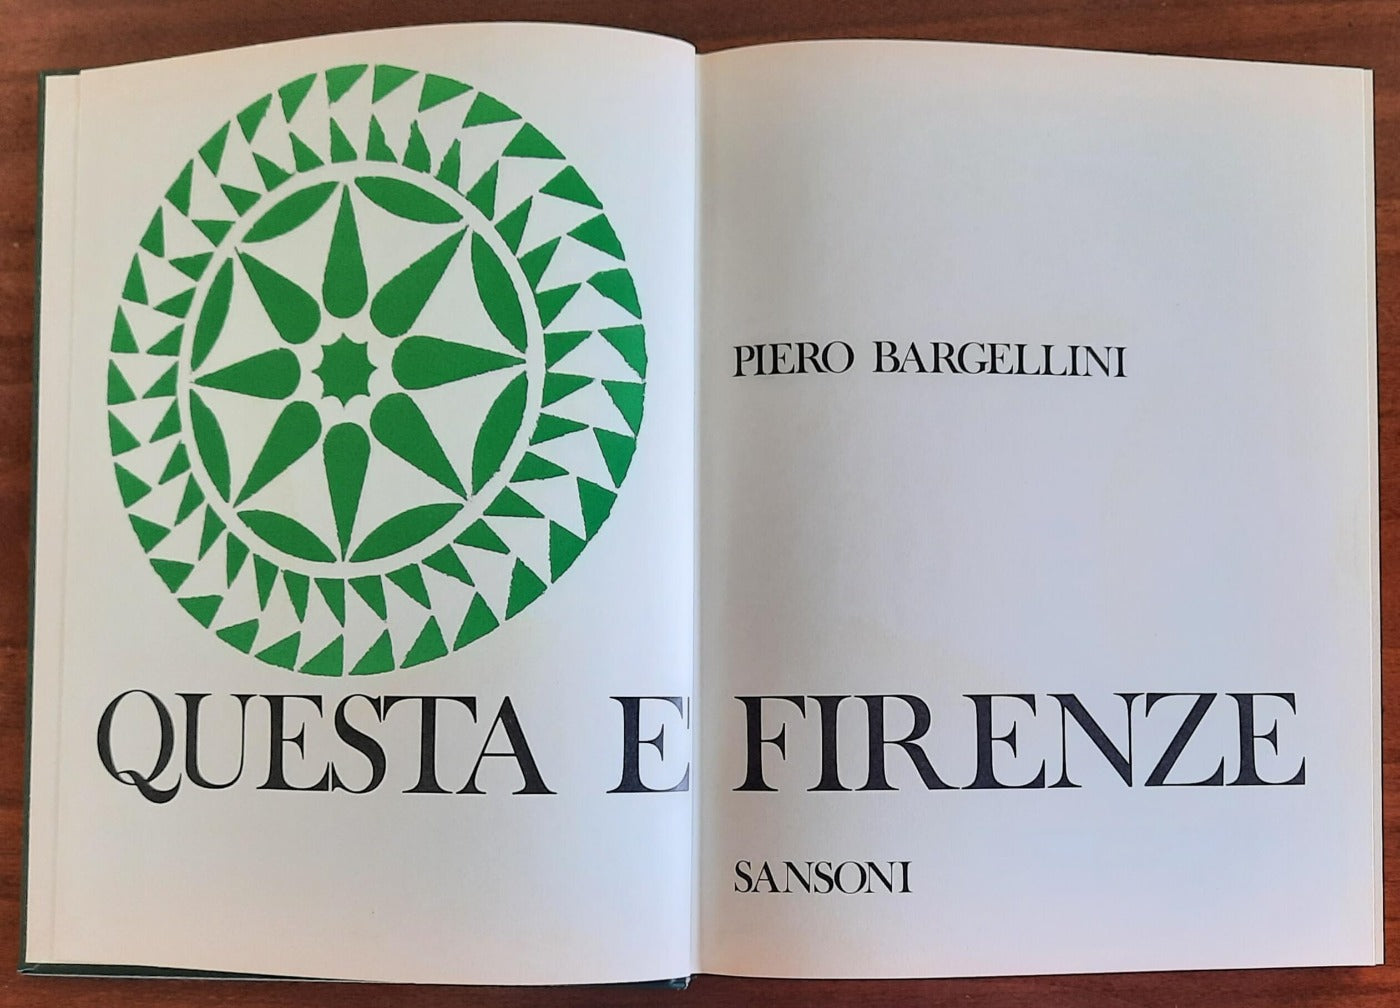 PIERO BARGELLINI
QUESTA E' FIRENZE
SANSONI